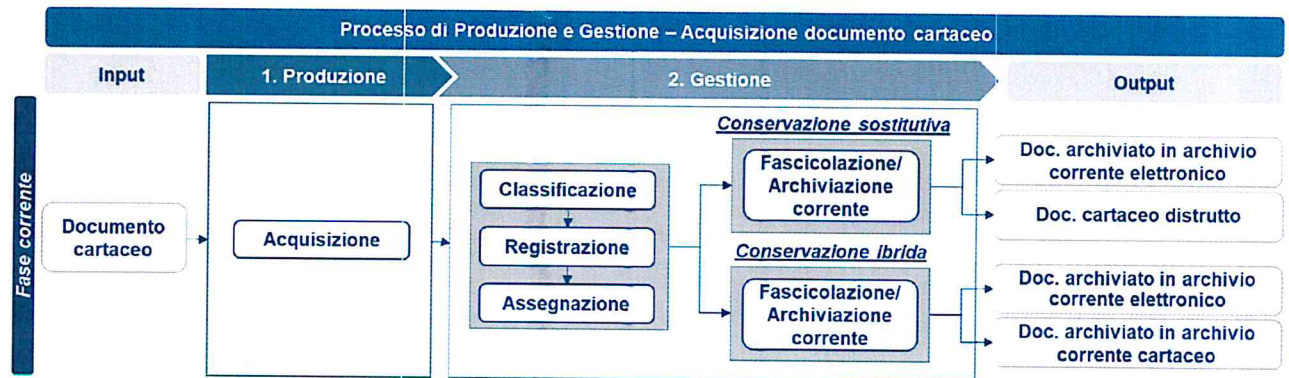 Processo di Produzione e Gestione – Acquisizione documento cartaceo
Input
1. Produzione
2. Gestione
Output
Fase corrente
Documento
cartaceo
Acquisizione
Classificazione
Registrazione
Assegnazione
Conservazione sostitutiva
Fascicolazione/
Archiviazione
corrente
Conservazione ibrida
Fascicolazione/
Archiviazione
corrente
Doc. archiviato in archivio
corrente elettronico
Doc. cartaceo distrutto
Doc. archiviato in archivio
corrente elettronico
Doc. archiviato in archivio
corrente cartaceo